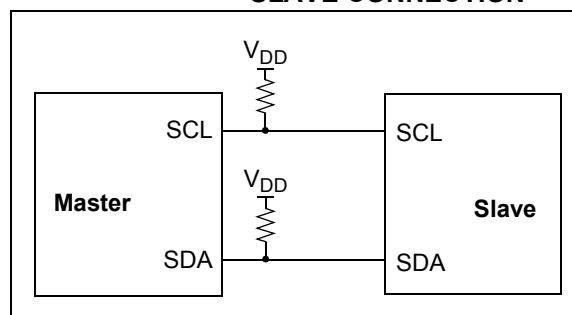 SLAVE CONNECTION
VDD
SCL
SCL
VDD
Master
Slave
SDA
SDA